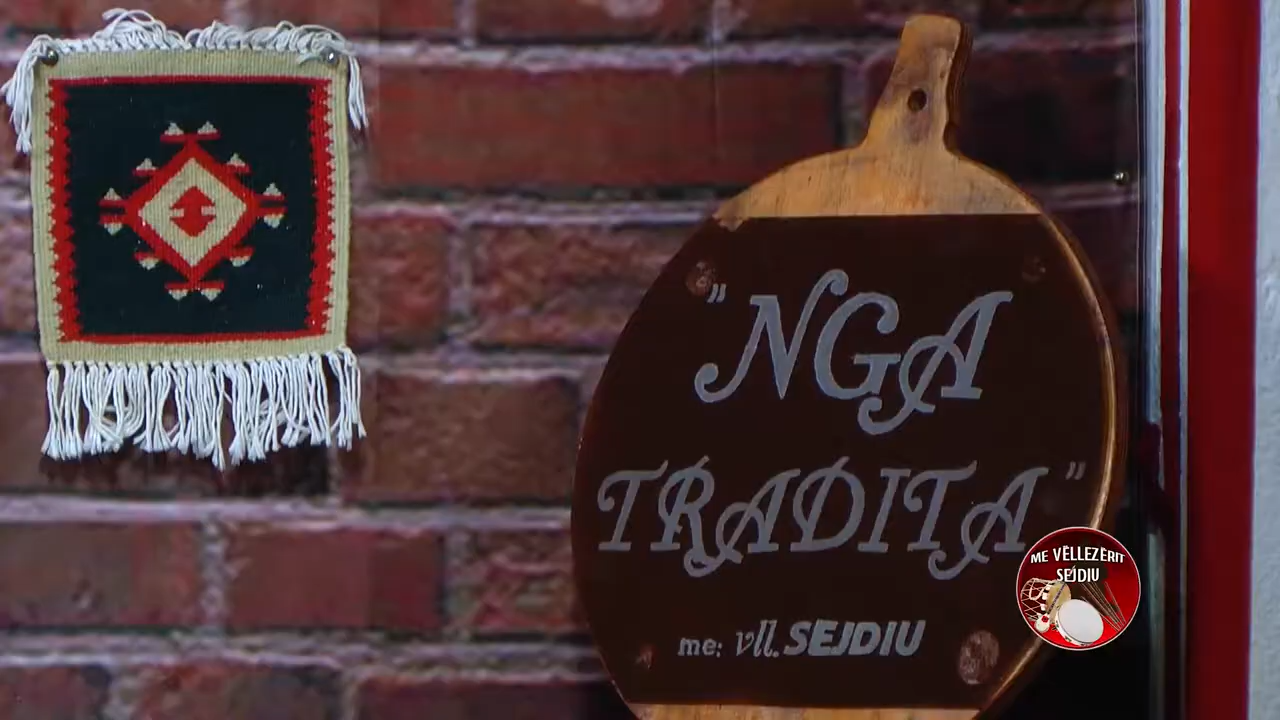 "NGA
TRADITA"
me: vll. SEJDIU
ME VËLLEZËRIT
SEJDIU